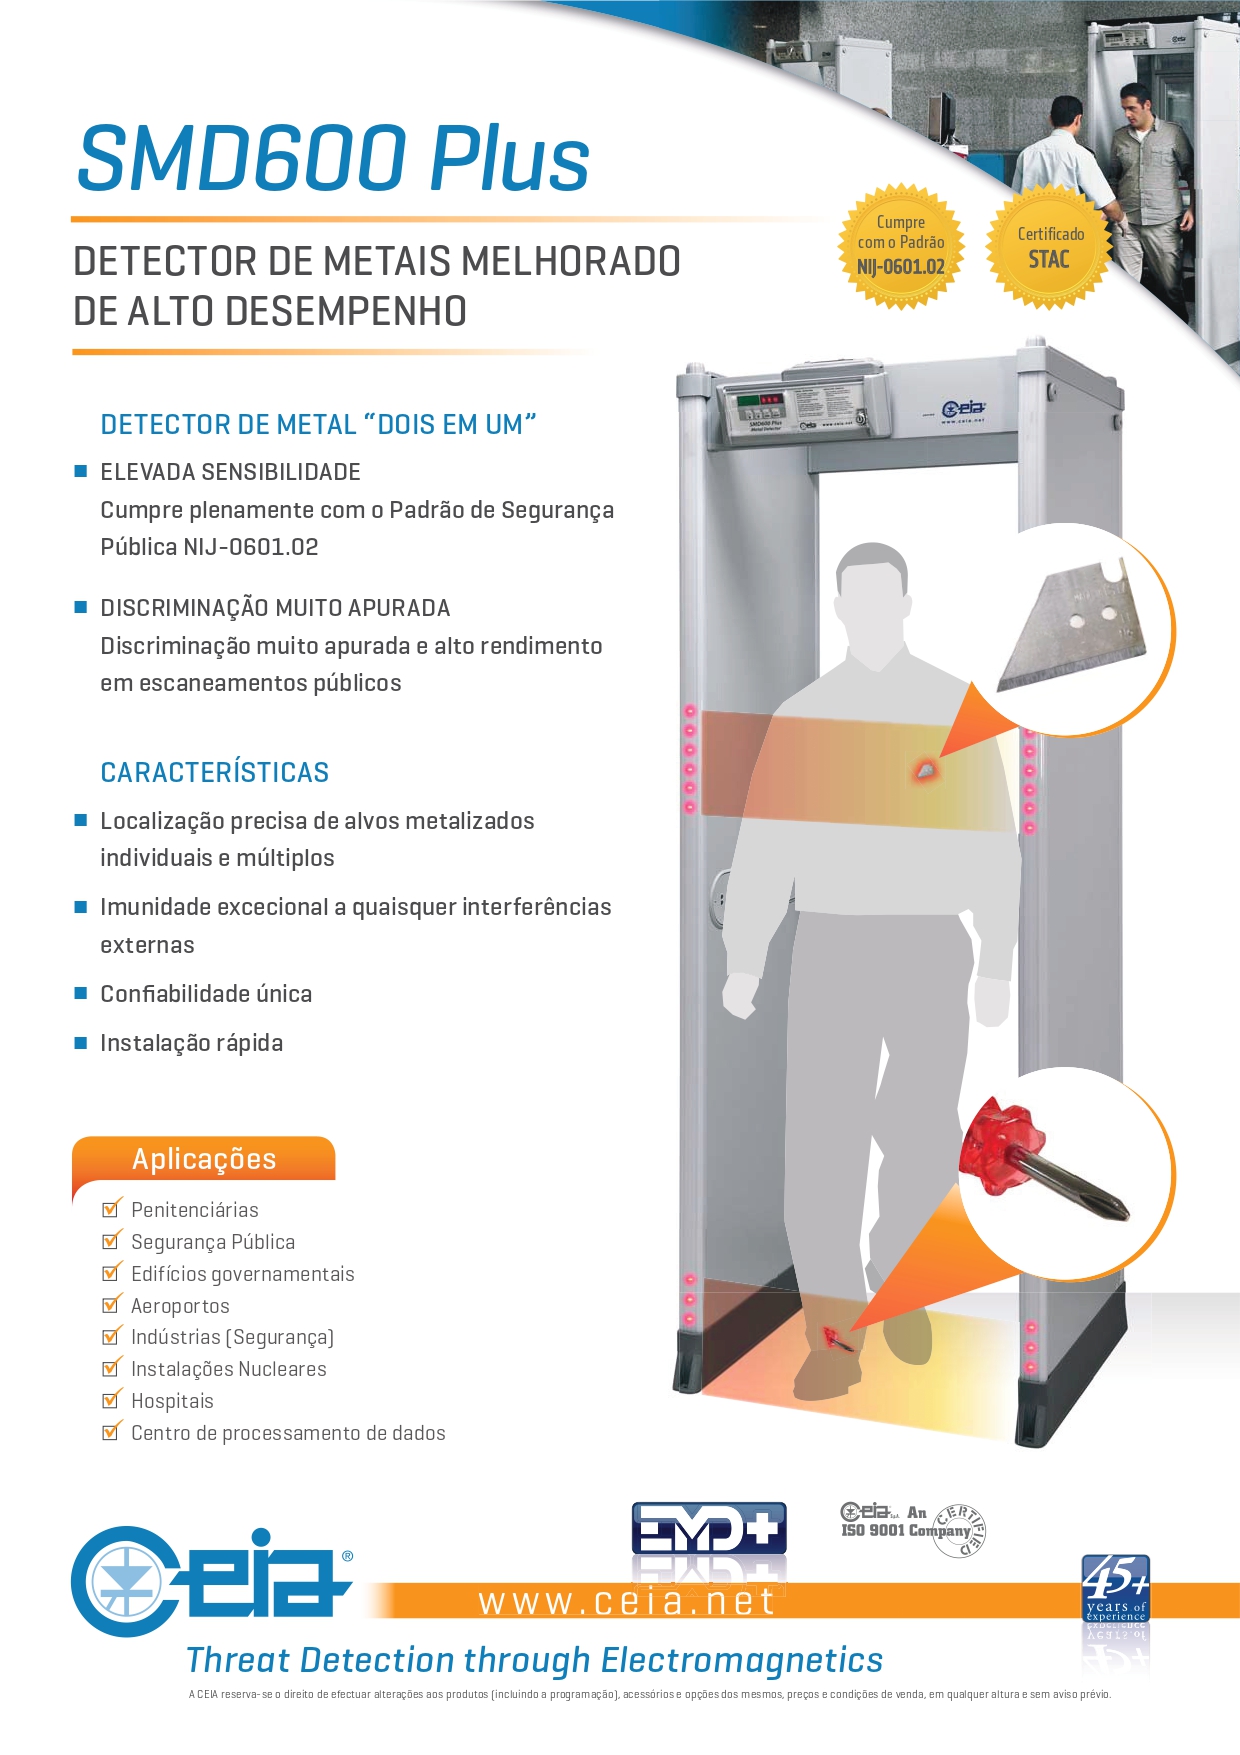 SMD600 Plus
Cumpre
com o Padrão
NIJ-0601.02
Certificado
STAC
DETECTOR DE METAIS MELHORADO
DE ALTO DESEMPENHO
DETECTOR DE METAL “DOIS EM UM”
ELEVADA SENSIBILIDADE
Cumpre plenamente com o Padrão de Segurança
Pública NIJ-0601.02
DISCRIMINAÇÃO MUITO APURADA
Discriminação muito apurada e alto rendimento
em escaneamentos públicos
CARACTERÍSTICAS
Localização precisa de alvos metalizados
individuais e múltiplos
Imunidade excecional a quaisquer interferências
externas
Confiabilidade única
Instalação rápida
SMD600 Plus
Metal Detector
ceia
www.ceia.net
ceia
www.ceia.net
Aplicações
Penitenciárias
Segurança Pública
Edifícios governamentais
Aeroportos
Indústrias (Segurança)
Instalações Nucleares
Hospitais
Centro de processamento de dados
EMD+
ceia An
ISO 9001 Company
CERTIFIED
ceia®
www.ceia.net
45+
years of
experience
Threat Detection through Electromagnetics
A CEIA reserva-se o direito de efectuar alterações aos produtos (incluindo a programação), acessórios e opções dos mesmos, preços e condições de venda, em qualquer altura e sem aviso prévio.